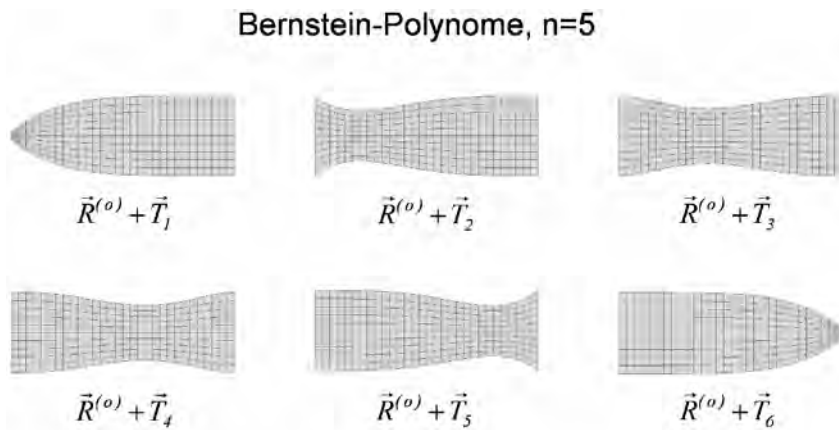 Bernstein-Polynome, n=5
R⃗⁽ᵒ⁾ + T⃗₁
R⃗⁽ᵒ⁾ + T⃗₂
R⃗⁽ᵒ⁾ + T⃗₃
R⃗⁽ᵒ⁾ + T⃗₄
R⃗⁽ᵒ⁾ + T⃗₅
R⃗⁽ᵒ⁾ + T⃗₆